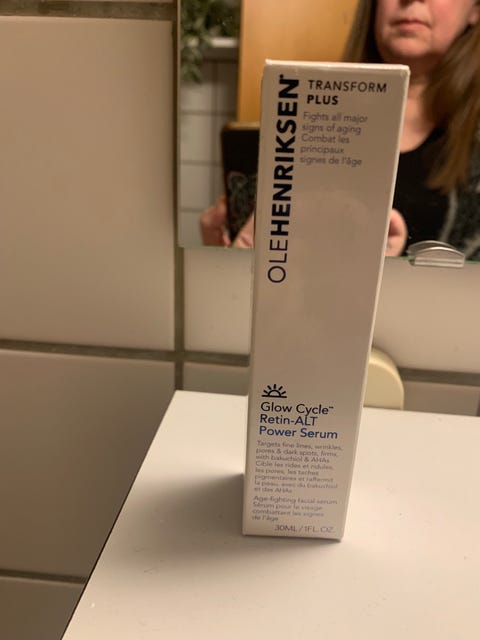 OLEHENRIKSEN
TRANSFORM
PLUS
Fights all major
signs of aging
Combat les
principaux
signes de l'âge
Glow Cycle™
Retin-ALT
Power Serum
Targets fine lines, wrinkles,
pores & dark spots, firms,
with bakuchiol & AHAs
Cible les rides et ridules,
les pores, les taches
pigmentaires et raffermit
la peau, avec du bakuchiol
et des AHAs
Age-fighting facial serum
Sérum pour le visage
combattant les signes
de l'âge
30ML / 1FL.OZ.